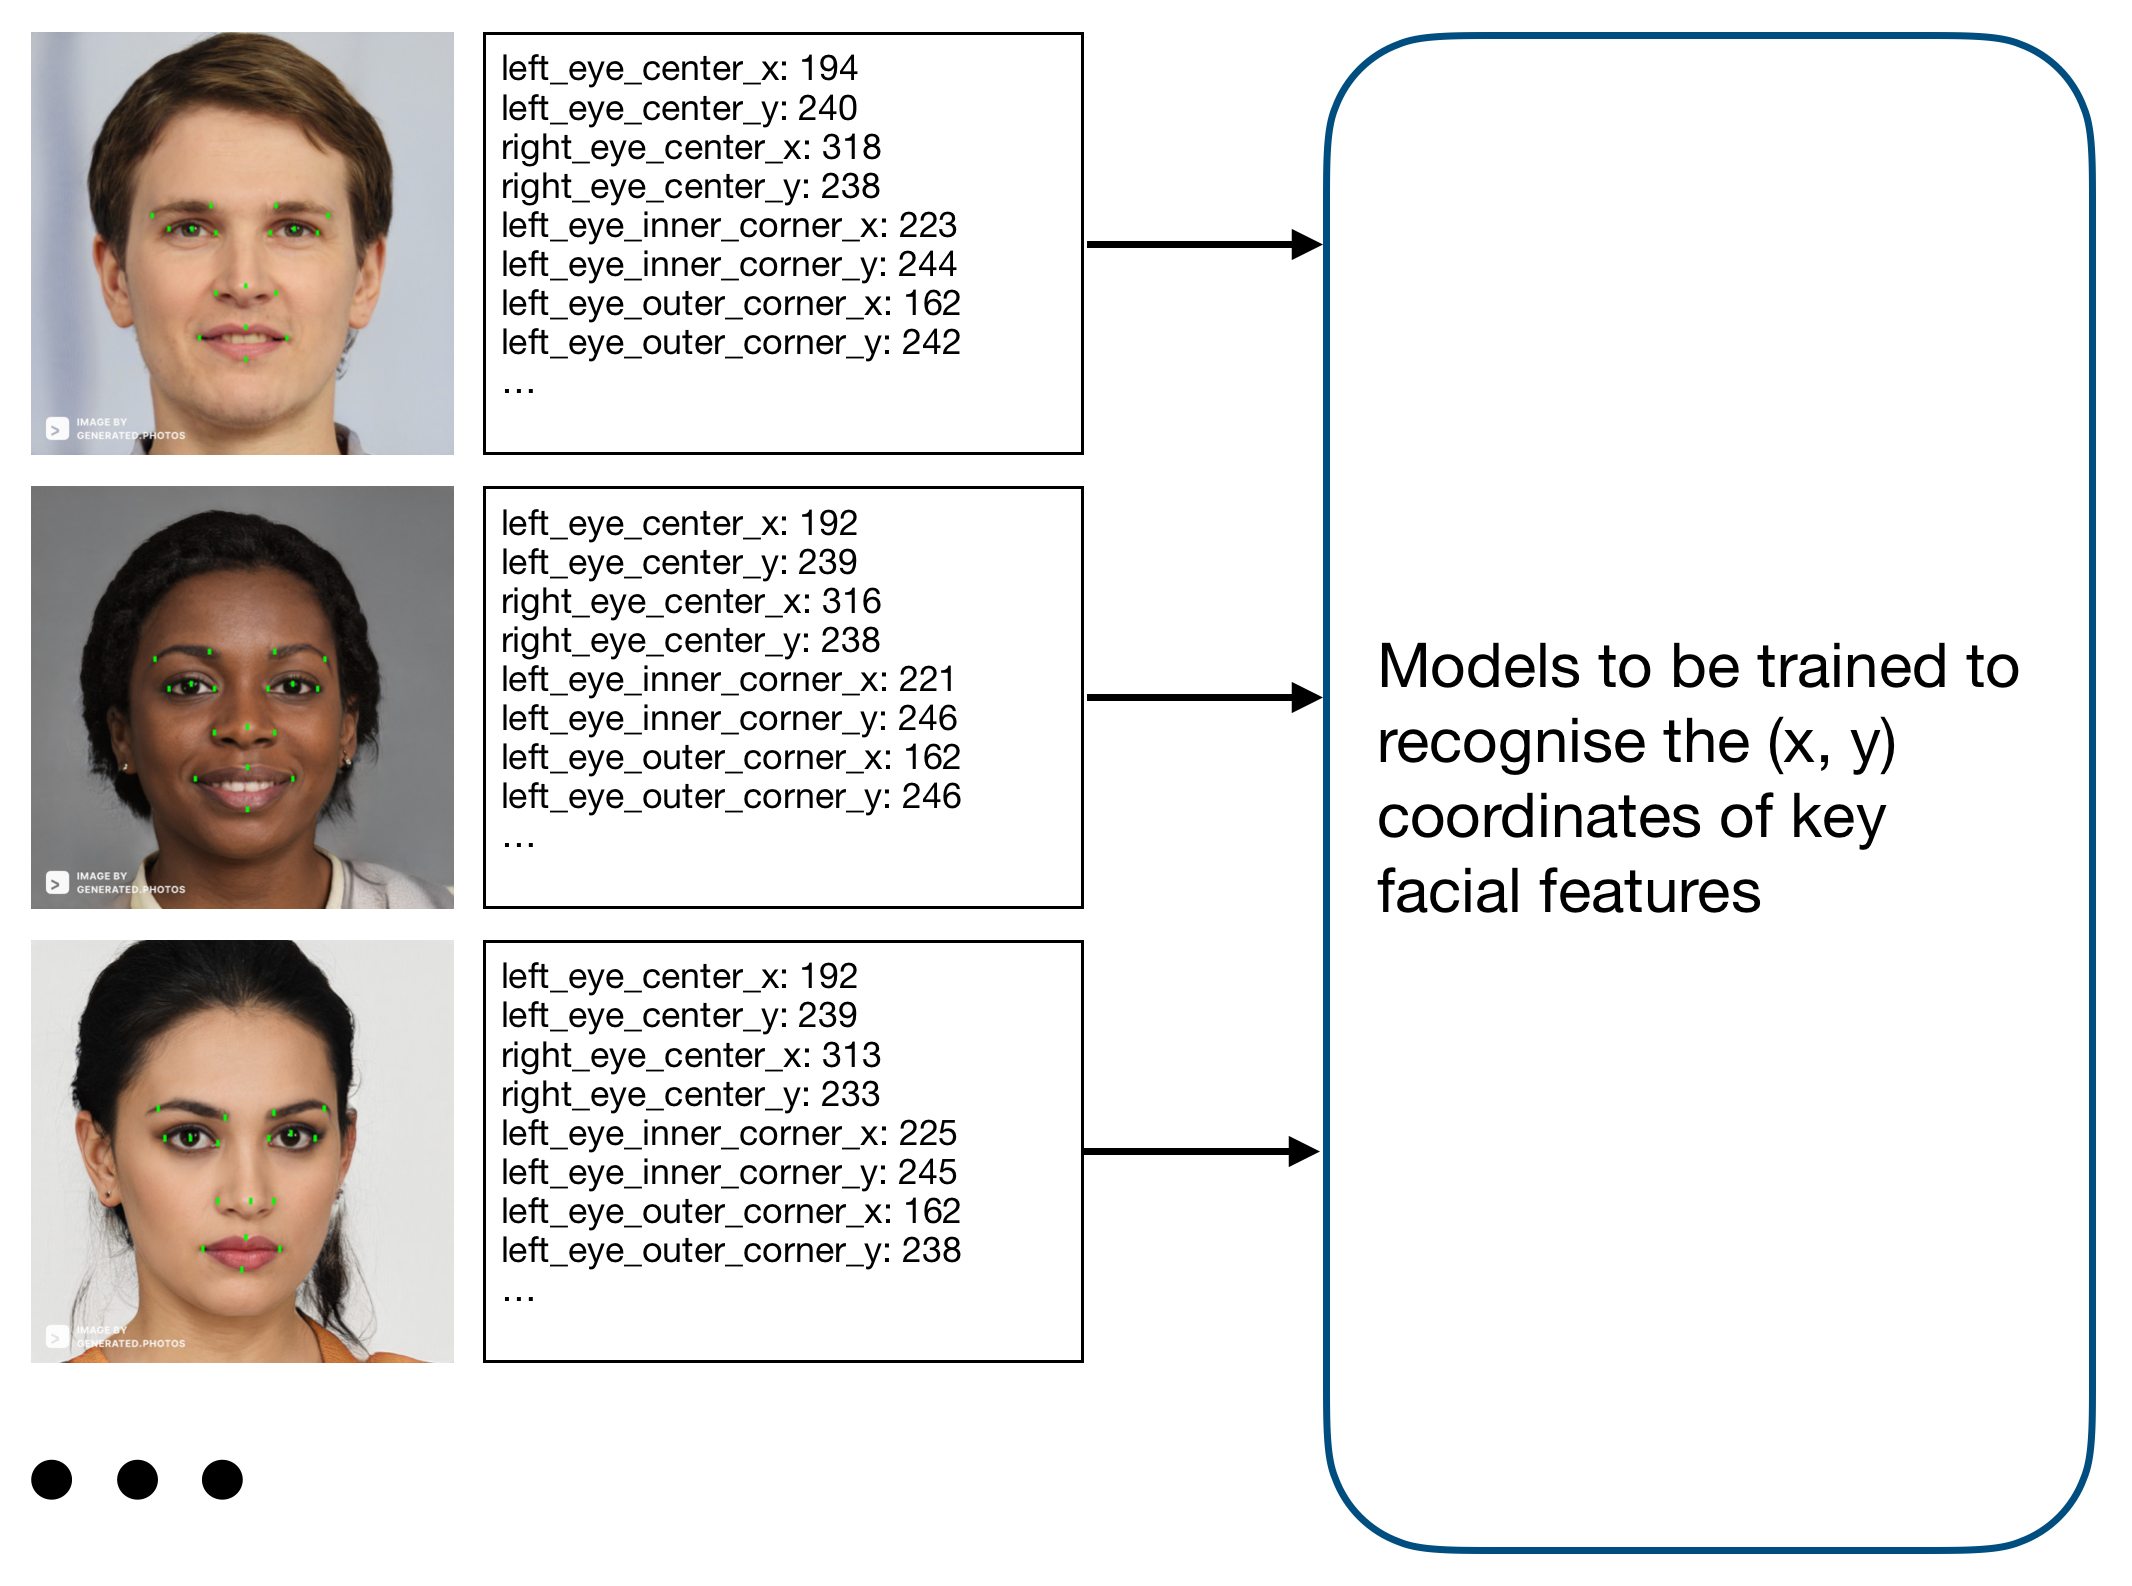 left_eye_center_x: 194
left_eye_center_y: 240
right_eye_center_x: 318
right_eye_center_y: 238
left_eye_inner_corner_x: 223
left_eye_inner_corner_y: 244
left_eye_outer_corner_x: 162
left_eye_outer_corner_y: 242
…
IMAGE BY
GENERATED.PHOTOS
left_eye_center_x: 192
left_eye_center_y: 239
right_eye_center_x: 316
right_eye_center_y: 238
left_eye_inner_corner_x: 221
left_eye_inner_corner_y: 246
left_eye_outer_corner_x: 162
left_eye_outer_corner_y: 246
…
IMAGE BY
GENERATED.PHOTOS
left_eye_center_x: 192
left_eye_center_y: 239
right_eye_center_x: 313
right_eye_center_y: 233
left_eye_inner_corner_x: 225
left_eye_inner_corner_y: 245
left_eye_outer_corner_x: 162
left_eye_outer_corner_y: 238
…
IMAGE BY
GENERATED.PHOTOS
Models to be trained to
recognise the (x, y)
coordinates of key
facial features